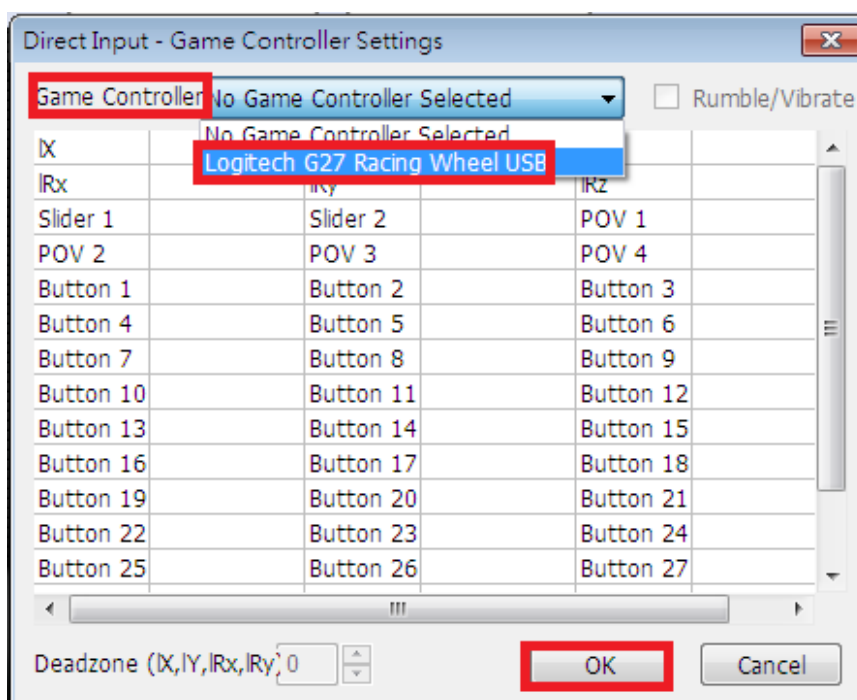 Direct Input - Game Controller Settings
Game Controller No Game Controller Selected Rumble/Vibrate
No Game Controller Selected
lX
Logitech G27 Racing Wheel USB
lRx lRy lRz
Slider 1 Slider 2 POV 1
POV 2 POV 3 POV 4
Button 1 Button 2 Button 3
Button 4 Button 5 Button 6
Button 7 Button 8 Button 9
Button 10 Button 11 Button 12
Button 13 Button 14 Button 15
Button 16 Button 17 Button 18
Button 19 Button 20 Button 21
Button 22 Button 23 Button 24
Button 25 Button 26 Button 27
Deadzone (lX,lY,lRx,lRy) 0 OK Cancel